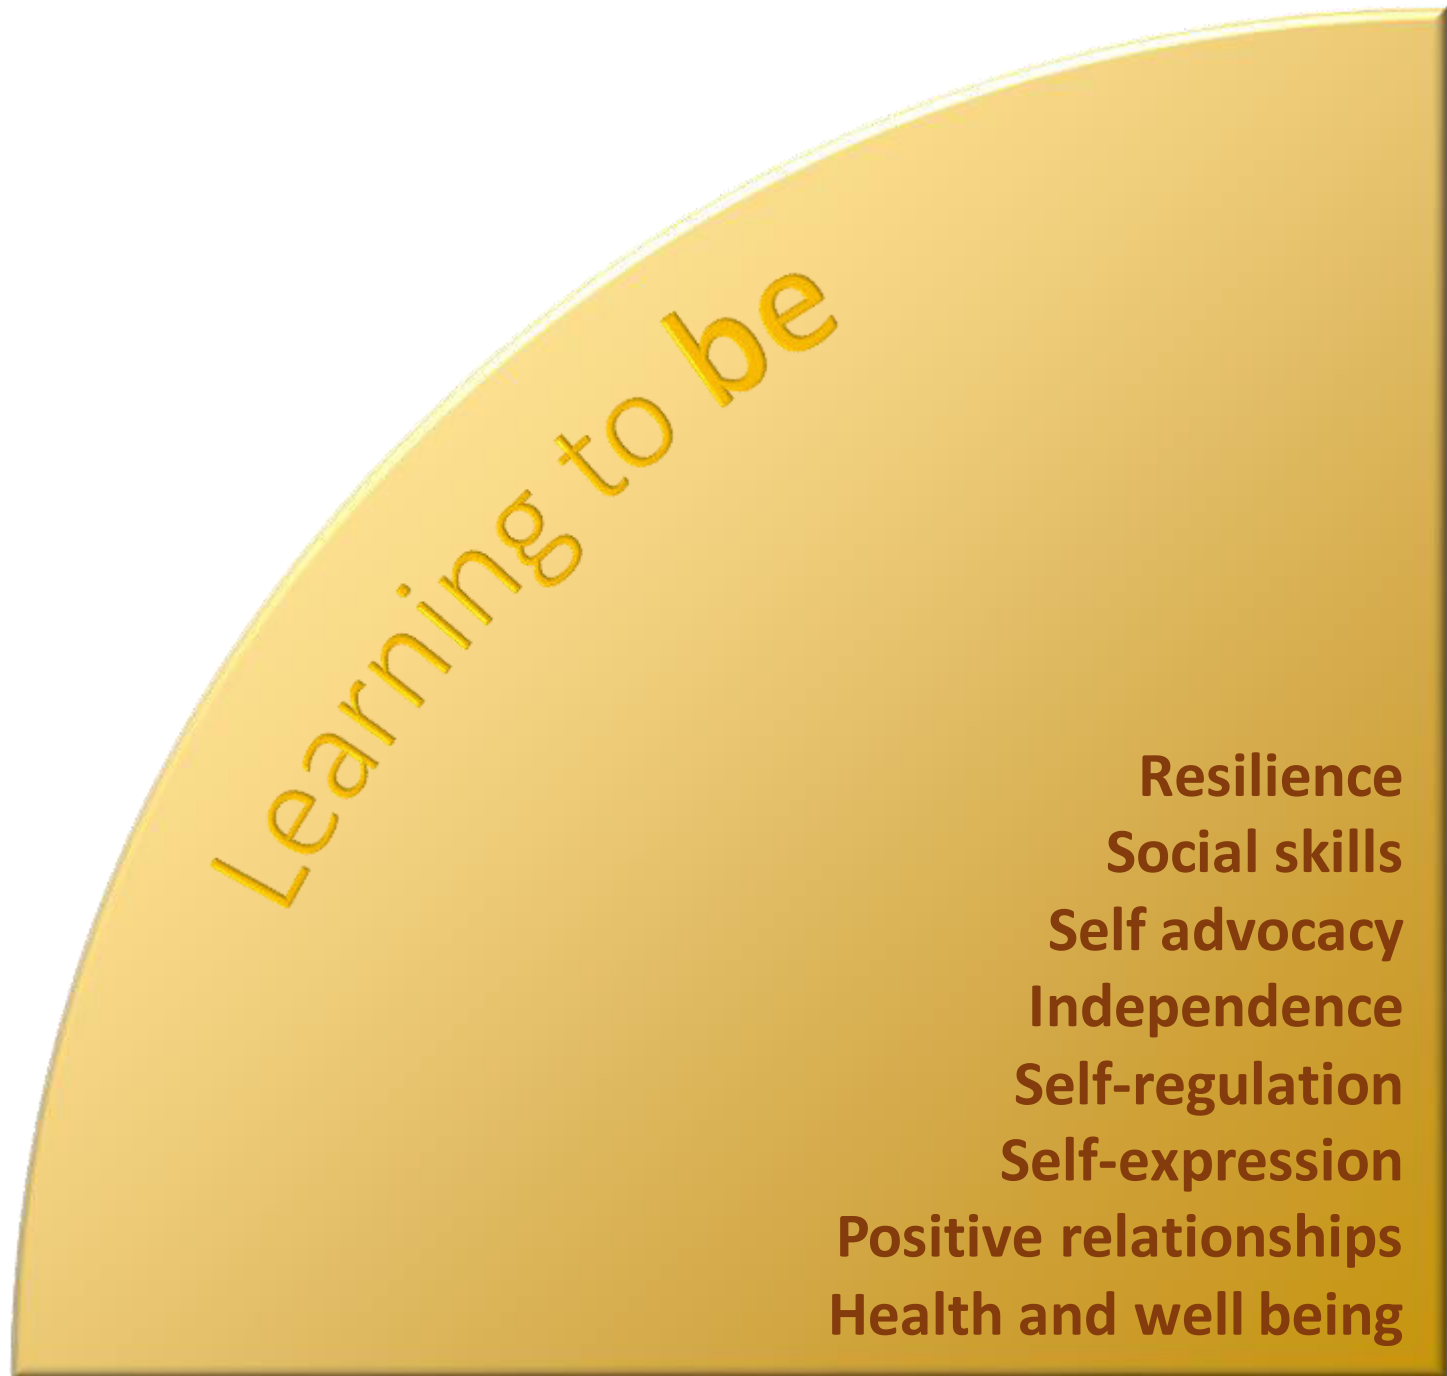 Learning to be
Resilience
Social skills
Self advocacy
Independence
Self-regulation
Self-expression
Positive relationships
Health and well being